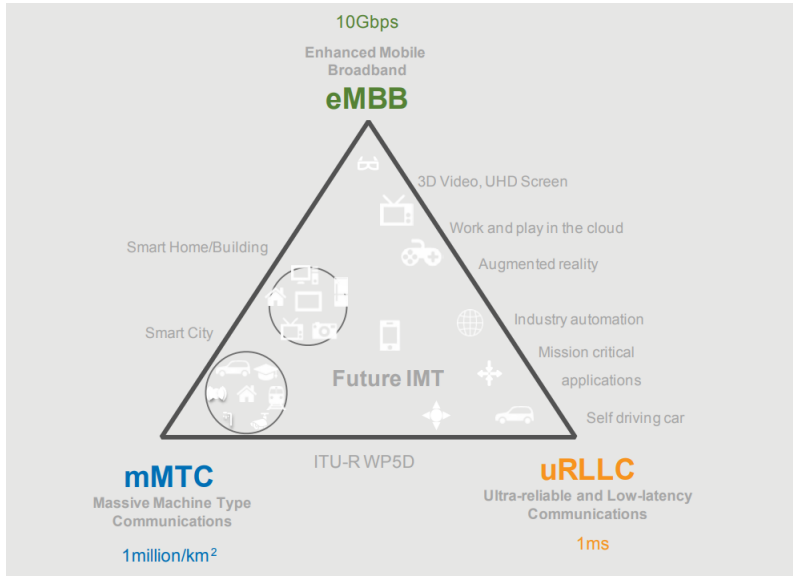 10Gbps
Enhanced Mobile
Broadband
eMBB
3D Video, UHD Screen
Work and play in the cloud
Smart Home/Building
Augmented reality
Industry automation
Smart City
Mission critical
applications
Future IMT
Self driving car
ITU-R WP5D
mMTC
Massive Machine Type
Communications
1million/km²
uRLLC
Ultra-reliable and Low-latency
Communications
1ms